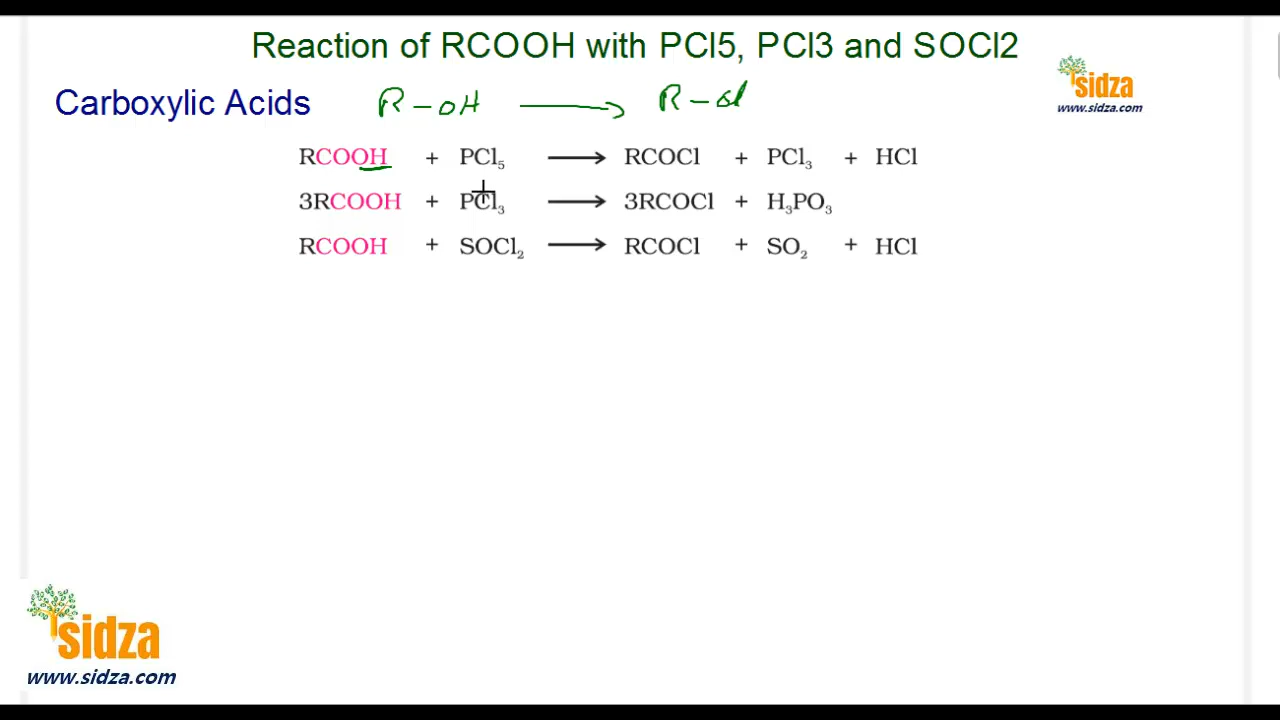 Reaction of RCOOH with PCl5, PCl3 and SOCl2
sidza
www.sidza.com
Carboxylic Acids R-OH → R-Cl
RCOOH + PCl₅ → RCOCl + PCl₃ + HCl
3RCOOH + PCl₃ → 3RCOCl + H₃PO₃
RCOOH + SOCl₂ → RCOCl + SO₂ + HCl
sidza
www.sidza.com